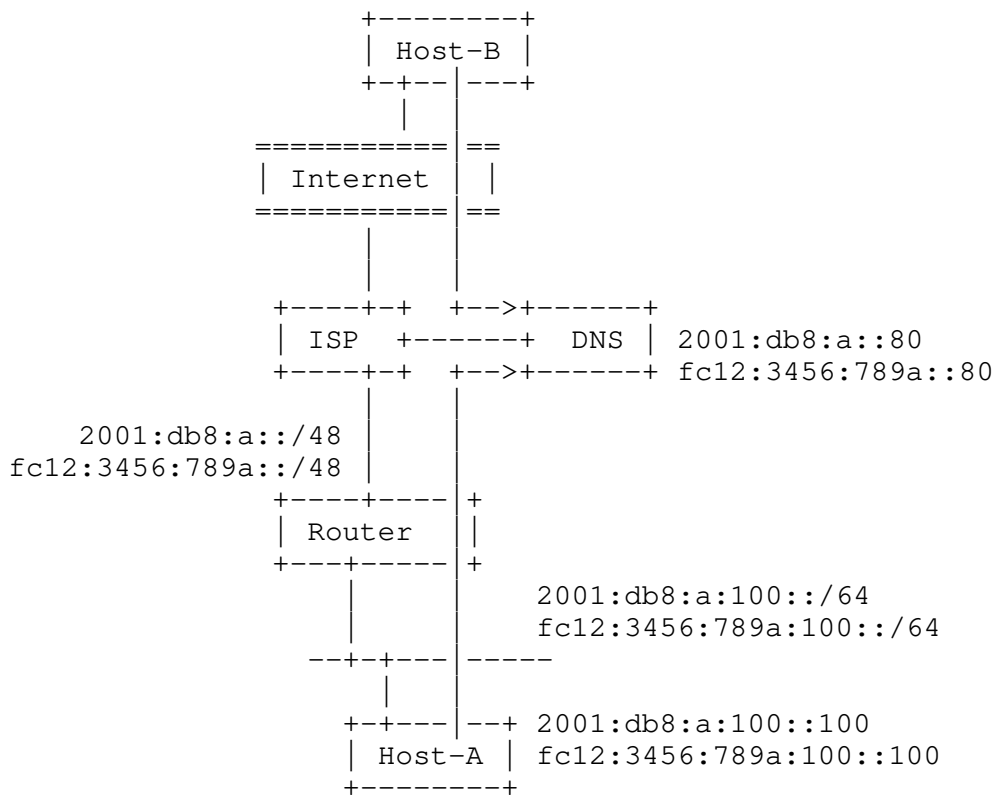 Host-B
Internet
ISP
DNS
2001:db8:a::80
fc12:3456:789a::80
2001:db8:a::/48
fc12:3456:789a::/48
Router
2001:db8:a:100::/64
fc12:3456:789a:100::/64
2001:db8:a:100::100
Host-A
fc12:3456:789a:100::100